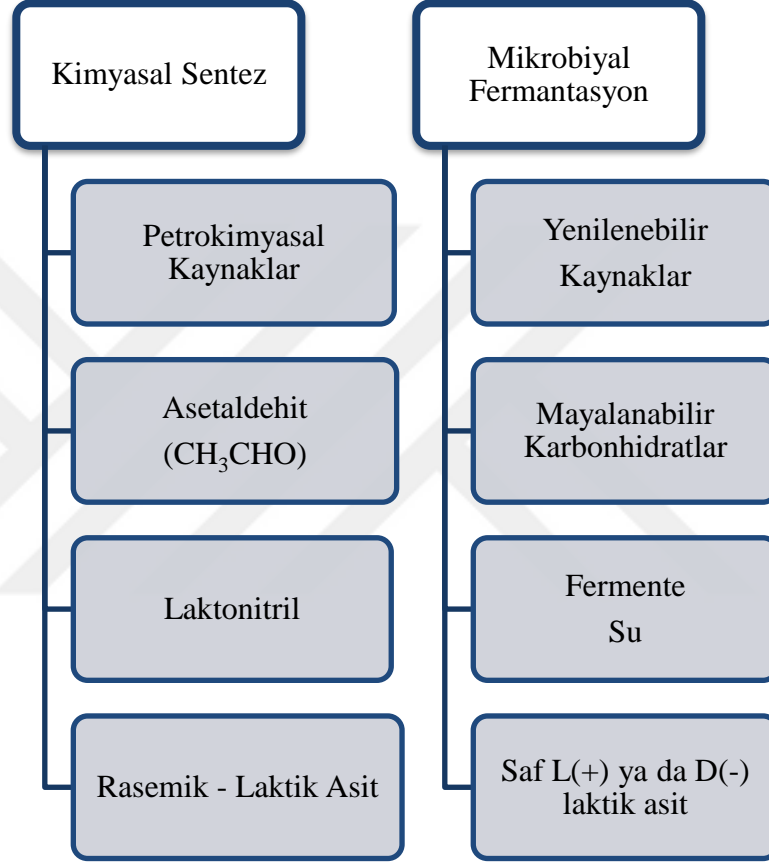 Kimyasal Sentez
Petrokimyasal
Kaynaklar
Asetaldehit
(CH₃CHO)
Laktonitril
Rasemik - Laktik Asit
Mikrobiyal
Fermantasyon
Yenilenebilir
Kaynaklar
Mayalanabilir
Karbonhidratlar
Fermente
Su
Saf L(+) ya da D(-)
laktik asit